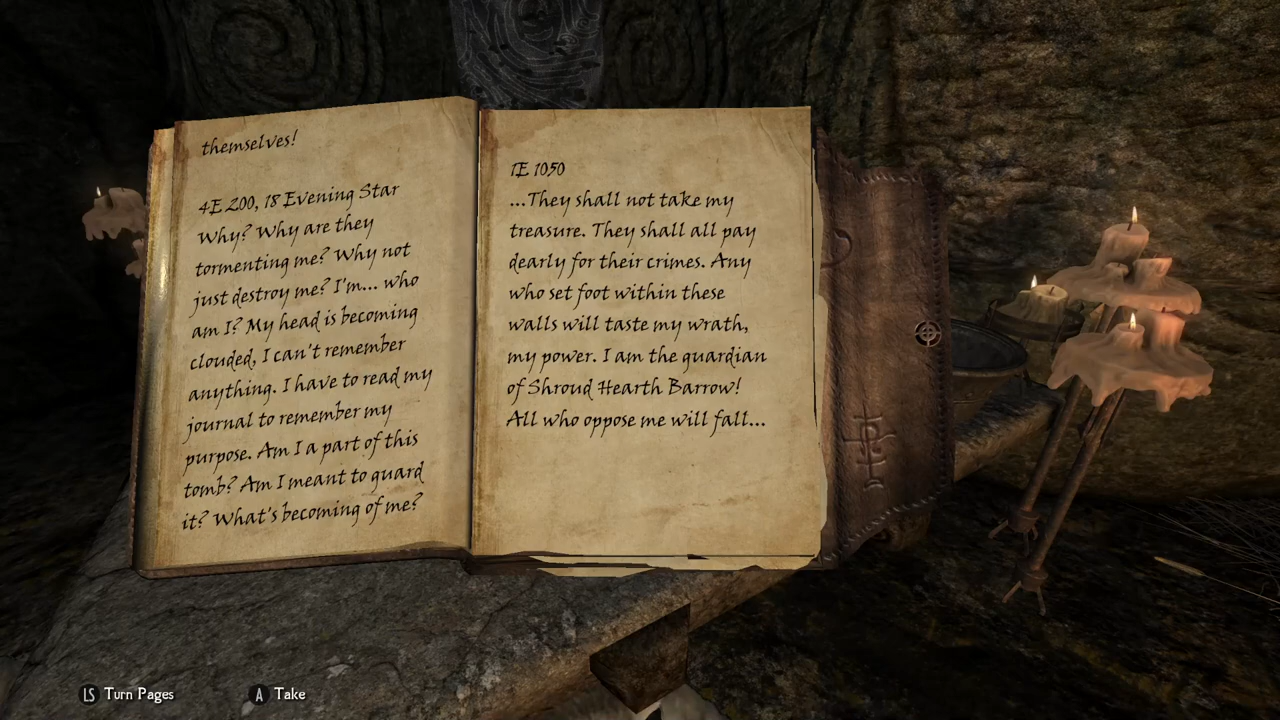 themselves!
4E 200, 18 Evening Star
Why? Why are they
tormenting me? Why not
just destroy me? I'm... who
am I? My head is becoming
clouded, I can't remember
anything. I have to read my
journal to remember my
purpose. Am I a part of this
tomb? Am I meant to guard
it? What's becoming of me?
1E 1050
...They shall not take my
treasure. They shall all pay
dearly for their crimes. Any
who set foot within these
walls will taste my wrath,
my power. I am the guardian
of Shroud Hearth Barrow!
All who oppose me will fall...
LS Turn Pages
A Take